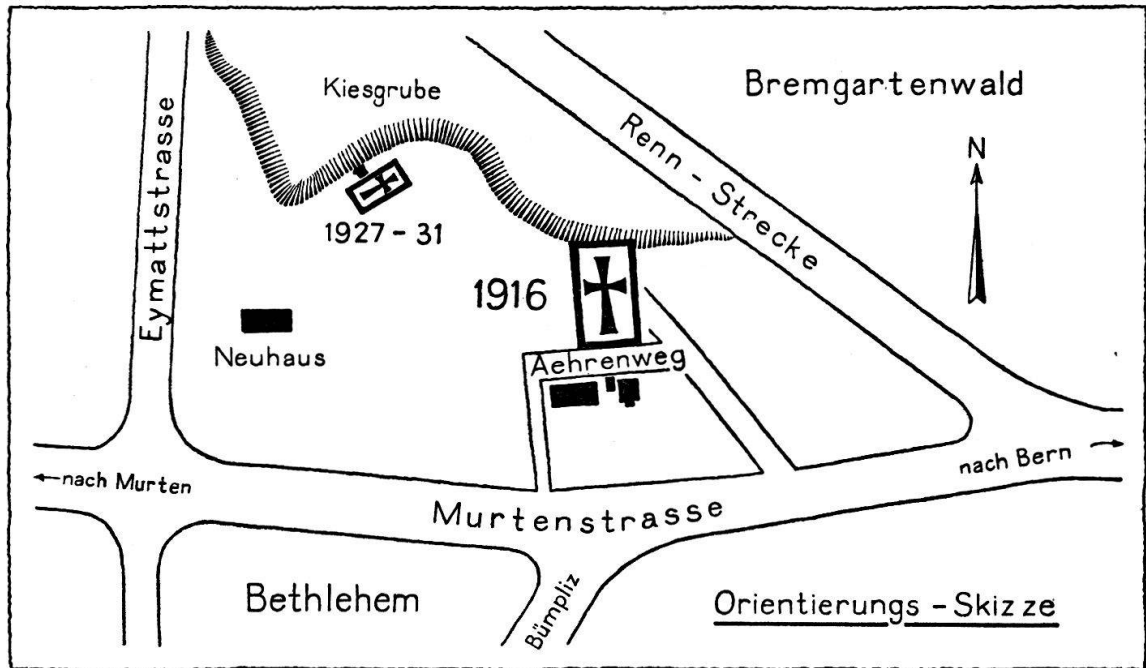 Kiesgrube
Bremgartenwald
Eymattstrasse
Renn - Strecke
N
1927 - 31
1916
Neuhaus
Aehrenweg
←nach Murten
nach Bern →
Murtenstrasse
Bethlehem
Bümpliz
Orientierungs - Skizze